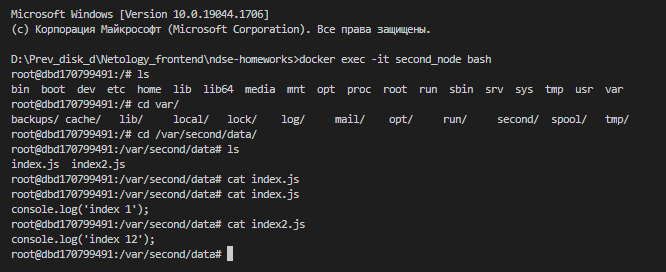 Microsoft Windows [Version 10.0.19044.1706]
(c) Корпорация Майкрософт (Microsoft Corporation). Все права защищены.
D:\Prev_disk_d\Netology_frontend\ndse-homeworks>docker exec -it second_node bash
root@dbd170799491:/# ls
bin  boot  dev  etc  home  lib  lib64  media  mnt  opt  proc  root  run  sbin  srv  sys  tmp  usr  var
root@dbd170799491:/# cd var/
backups/ cache/   lib/     local/   lock/    log/     mail/    opt/     run/     second/  spool/   tmp/
root@dbd170799491:/# cd /var/second/data/
root@dbd170799491:/var/second/data# ls
index.js  index2.js
root@dbd170799491:/var/second/data# cat index.js
root@dbd170799491:/var/second/data# cat index.js
console.log('index 1');
root@dbd170799491:/var/second/data# cat index2.js
console.log('index 12');
root@dbd170799491:/var/second/data#